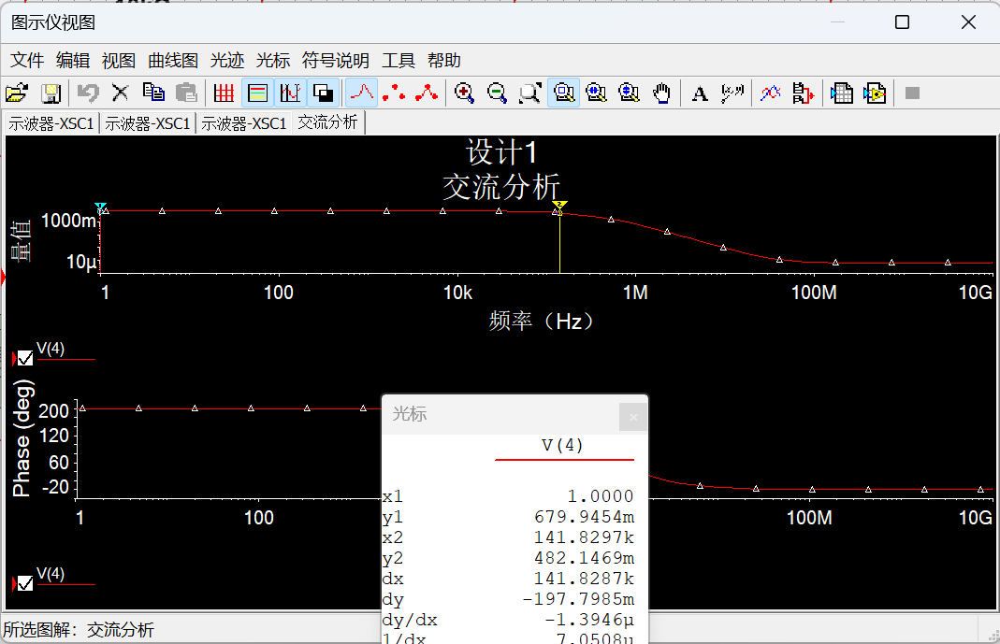 图示仪视图
文件 编辑 视图 曲线图 光迹 光标 符号说明 工具 帮助
A
示波器-XSC1 示波器-XSC1 示波器-XSC1 交流分析
设计1
交流分析
量值
1000m
10µ
1 100 10k 1M 100M 10G
频率（Hz）
V(4)
Phase (deg)
200
120
60
-20
1 100 100M 10G
V(4)
光标
V(4)
x1 1.0000
y1 679.9454m
x2 141.8297k
y2 482.1469m
dx 141.8287k
dy -197.7985m
dy/dx -1.3946µ
1/dx 7.0508µ
所选图解：交流分析